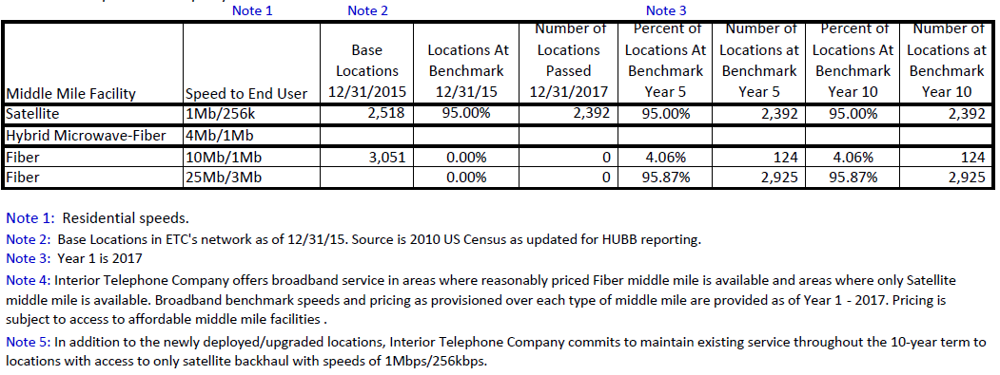 Note 1 Note 2 Note 3
Number of Percent of Number of Percent of Number of
Base Locations At Locations Locations At Locations at Locations At Locations at
Locations Benchmark Passed Benchmark Benchmark Benchmark Benchmark
Middle Mile Facility Speed to End User 12/31/2015 12/31/15 12/31/2017 Year 5 Year 5 Year 10 Year 10
Satellite 1Mb/256k 2,518 95.00% 2,392 95.00% 2,392 95.00% 2,392
Hybrid Microwave-Fiber 4Mb/1Mb
Fiber 10Mb/1Mb 3,051 0.00% 0 4.06% 124 4.06% 124
Fiber 25Mb/3Mb 0.00% 0 95.87% 2,925 95.87% 2,925
Note 1: Residential speeds.
Note 2: Base Locations in ETC's network as of 12/31/15. Source is 2010 US Census as updated for HUBB reporting.
Note 3: Year 1 is 2017
Note 4: Interior Telephone Company offers broadband service in areas where reasonably priced Fiber middle mile is available and areas where only Satellite
middle mile is available. Broadband benchmark speeds and pricing as provisioned over each type of middle mile are provided as of Year 1 - 2017. Pricing is
subject to access to affordable middle mile facilities .
Note 5: In addition to the newly deployed/upgraded locations, Interior Telephone Company commits to maintain existing service throughout the 10-year term to
locations with access to only satellite backhaul with speeds of 1Mbps/256kbps.